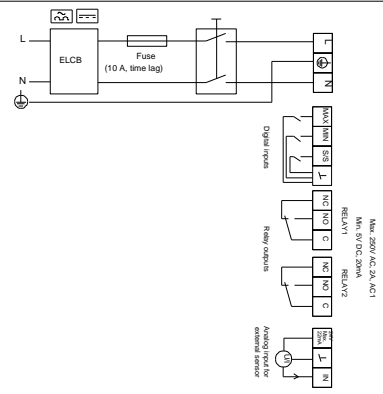 L
ELCB
Fuse
(10 A, time lag)
N
L
N
MAX
MIN
S/S
Digital inputs
NC
NO
C
RELAY1
Max. 250V AC, 2A, AC1
Min. 5V DC, 20mA
Relay outputs
NC
NO
C
RELAY2
24V
Max.
22mA
IN
U/I
Analog input for
external sensor